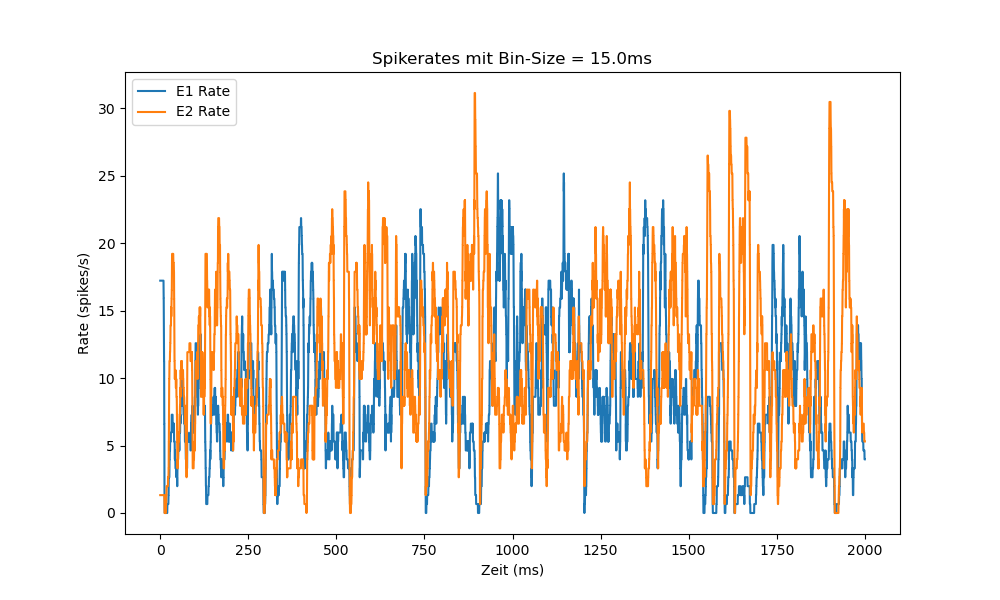 Spikerates mit Bin-Size = 15.0ms
E1 Rate
E2 Rate
Rate (spikes/s)
30
25
20
15
10
5
0
0 250 500 750 1000 1250 1500 1750 2000
Zeit (ms)